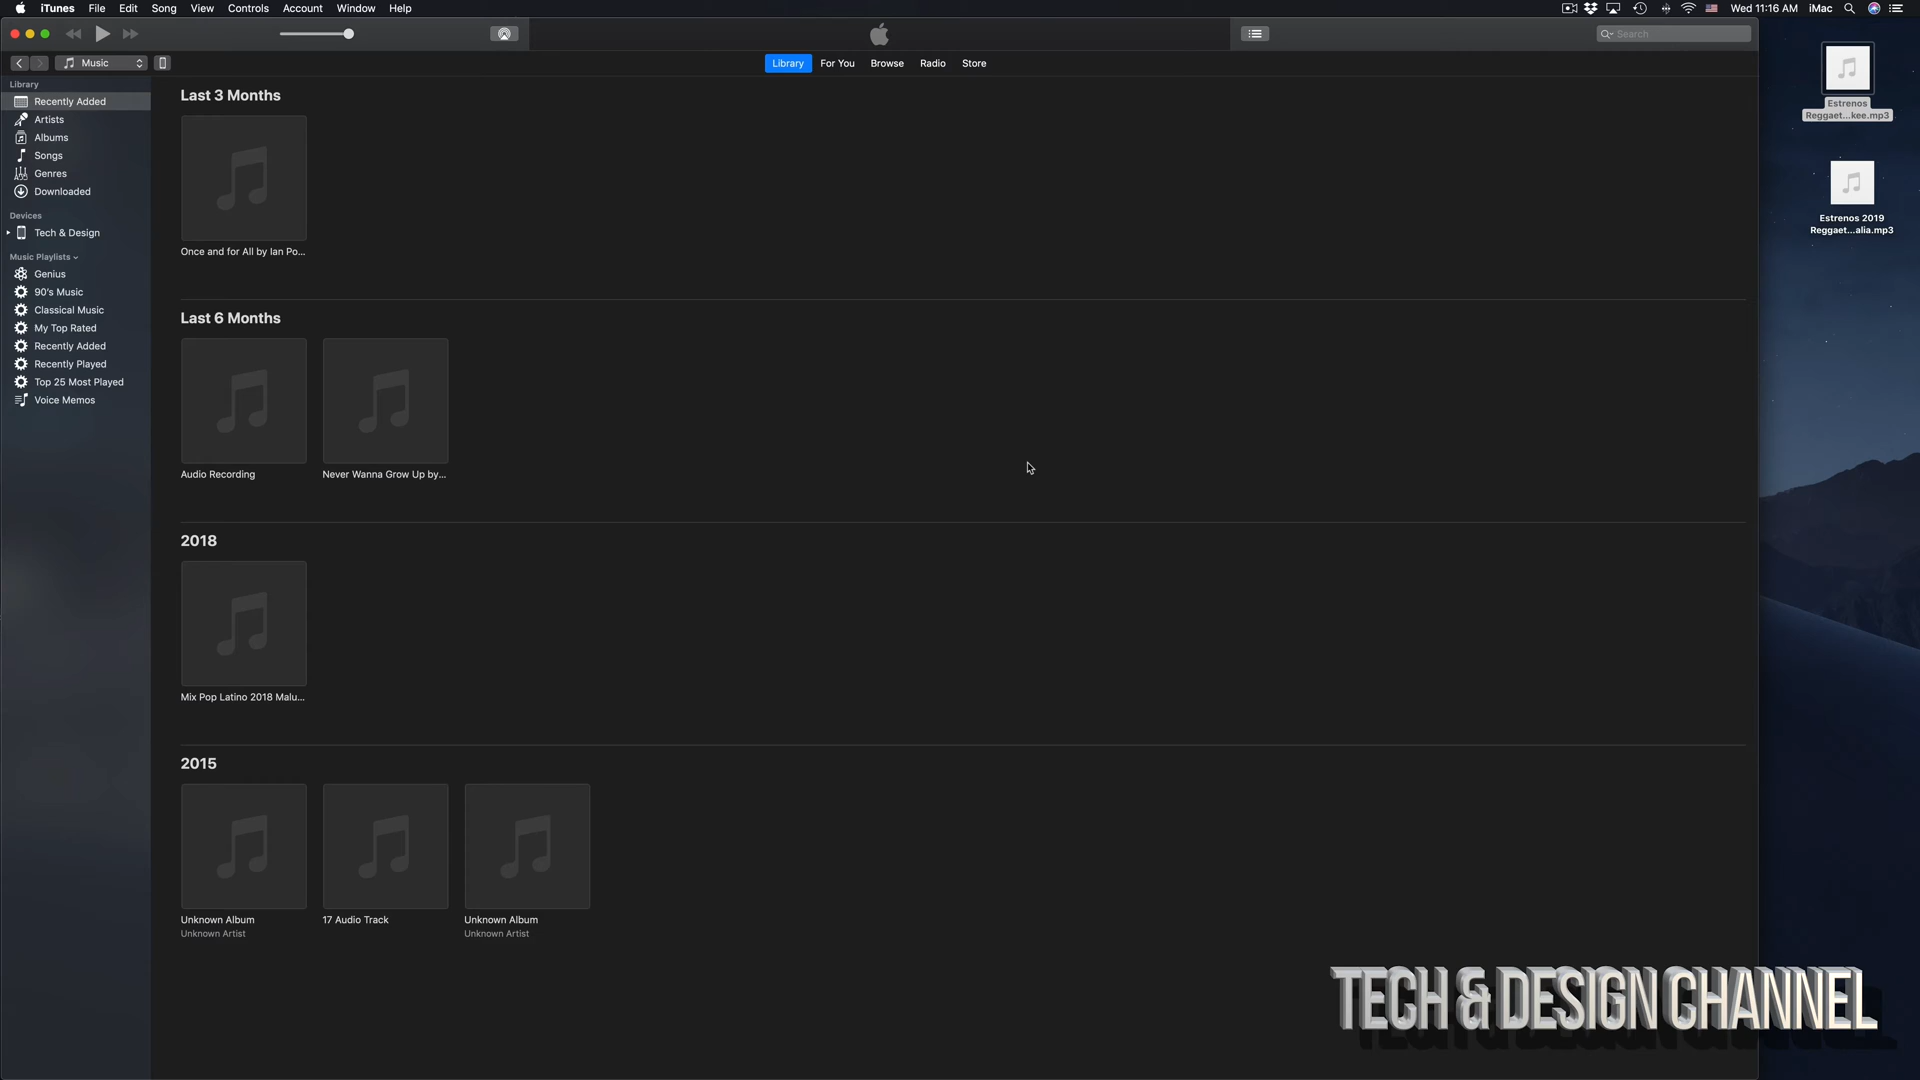 iTunes File Edit Song View Controls Account Window Help
Wed 11:16 AM iMac
Search
Music
Library For You Browse Radio Store
Library
Recently Added
Artists
Albums
Songs
Genres
Downloaded
Devices
Tech & Design
Music Playlists
Genius
90's Music
Classical Music
My Top Rated
Recently Added
Recently Played
Top 25 Most Played
Voice Memos
Last 3 Months
Once and for All by Ian Po...
Last 6 Months
Audio Recording
Never Wanna Grow Up by...
2018
Mix Pop Latino 2018 Malu...
2015
Unknown Album
Unknown Artist
17 Audio Track
Unknown Album
Unknown Artist
Estrenos
Reggaet...kee.mp3
Estrenos 2019
Reggaet...alia.mp3
TECH & DESIGN CHANNEL